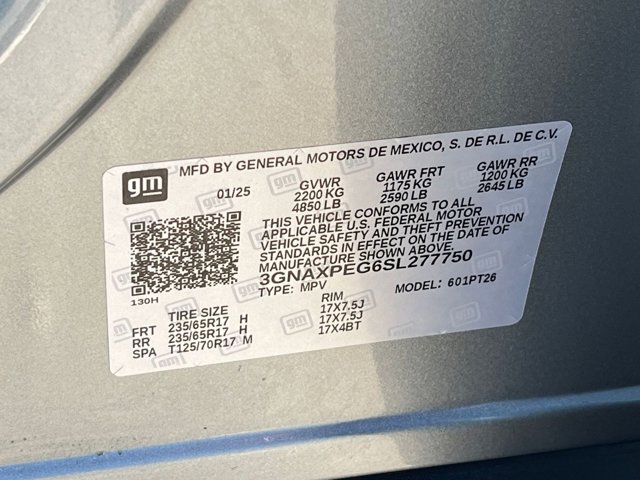 MFD BY GENERAL MOTORS DE MEXICO, S. DE R.L. DE C.V.
gm
01/25 GVWR GAWR FRT GAWR RR
2200 KG 1175 KG 1200 KG
4850 LB 2590 LB 2645 LB
THIS VEHICLE CONFORMS TO ALL
APPLICABLE U.S. FEDERAL MOTOR
VEHICLE SAFETY AND THEFT PREVENTION
STANDARDS IN EFFECT ON THE DATE OF
MANUFACTURE SHOWN ABOVE.
3GNAXPEG6SL277750
TYPE: MPV MODEL: 601PT26
130H
TIRE SIZE RIM
FRT 235/65R17 H 17X7.5J
RR 235/65R17 H 17X7.5J
SPA T125/70R17 M 17X4BT